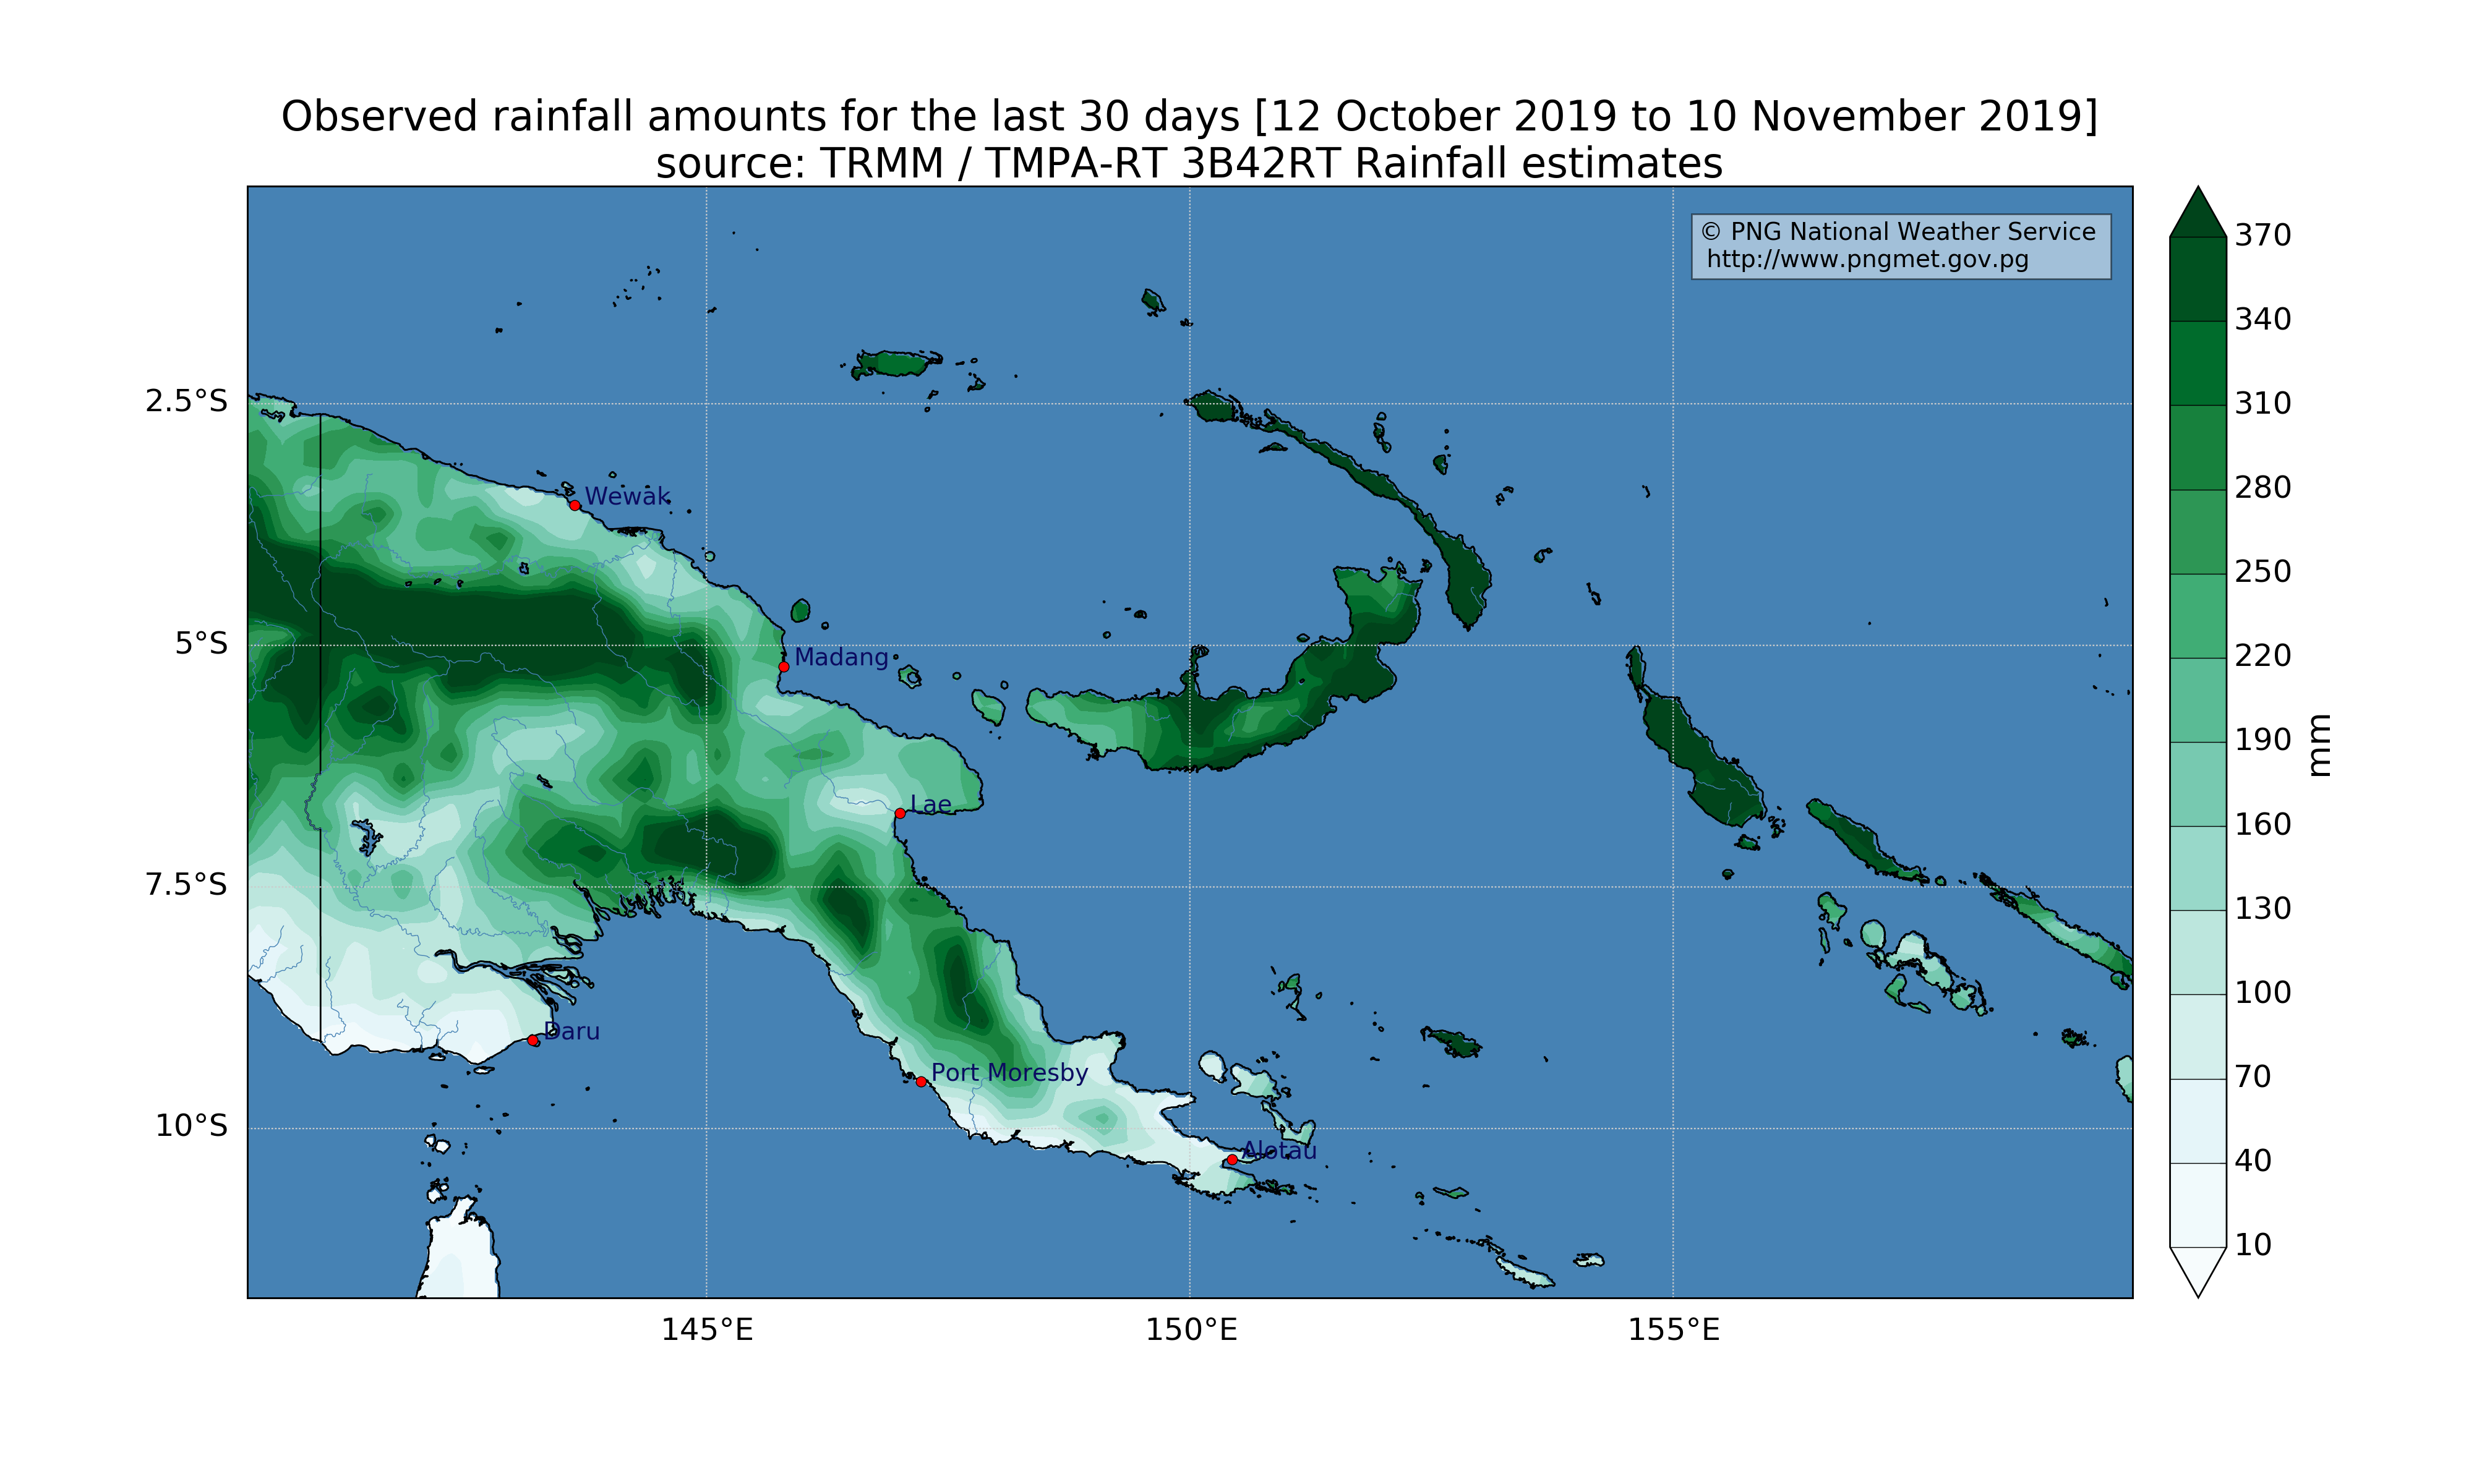 Observed rainfall amounts for the last 30 days [12 October 2019 to 10 November 2019]
source: TRMM / TMPA-RT 3B42RT Rainfall estimates
© PNG National Weather Service
http://www.pngmet.gov.pg
2.5°S
5°S
7.5°S
10°S
Wewak
Madang
Lae
Daru
Port Moresby
Alotau
145°E
150°E
155°E
370
340
310
280
250
220
190
160
130
100
70
40
10
mm